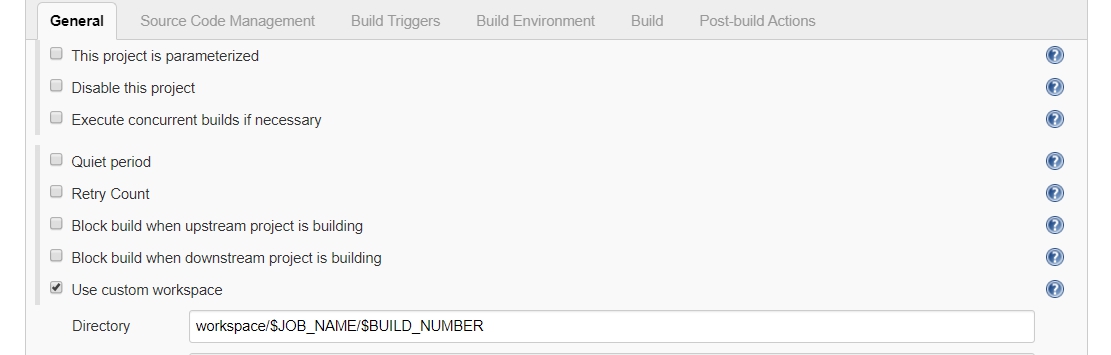 General Source Code Management Build Triggers Build Environment Build Post-build Actions
This project is parameterized
Disable this project
Execute concurrent builds if necessary
Quiet period
Retry Count
Block build when upstream project is building
Block build when downstream project is building
Use custom workspace
Directory workspace/$JOB_NAME/$BUILD_NUMBER